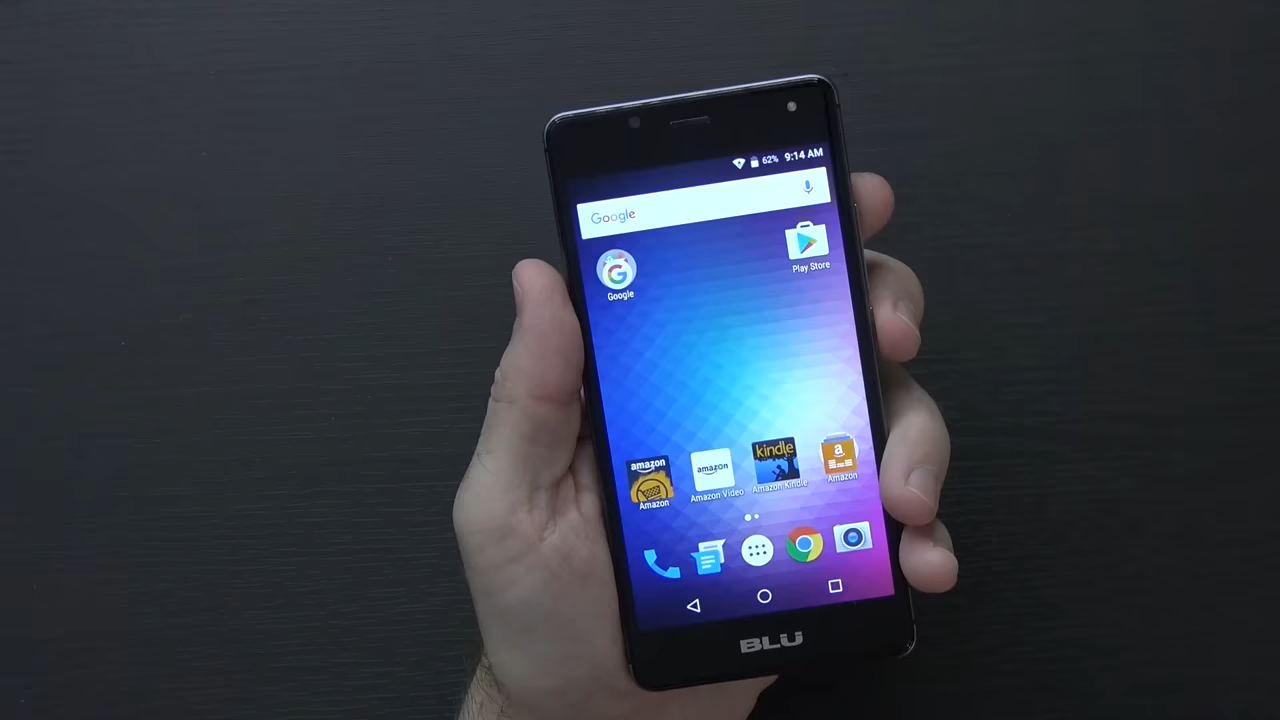 62% 9:14 AM
Google
Play Store
Google
amazon
amazon
kindle
a
Amazon
Amazon Video
Amazon Kindle
Amazon
BLU